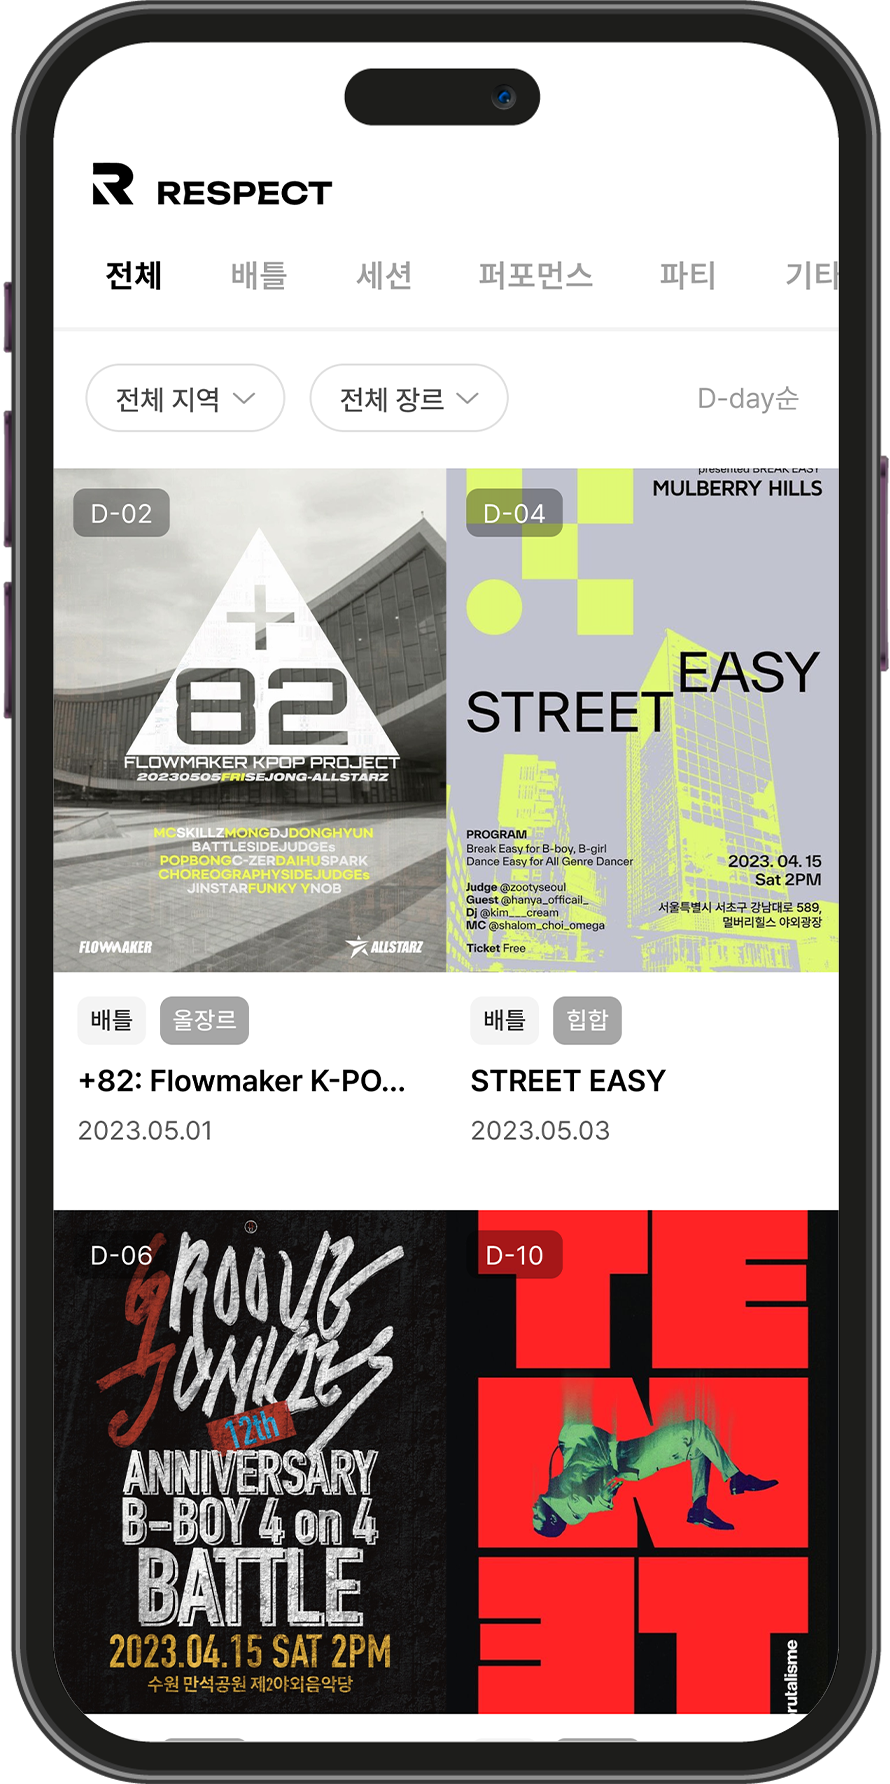 RESPECT
전체 배틀 세션 퍼포먼스 파티 기타
전체 지역 전체 장르 D-day순
D-02
+
82
FLOWMAKER KPOP PROJECT
20230505FRISEJONG-ALLSTARZ
MCSKILLZMONGDJDONGHYUN
BATTLESIDEJUDGEs
POPBONGC-ZERDAIHUSPARK
CHOREOGRAPHYSIDEJUDGEs
JINSTARFUNKY YNOB
FLOWMAKER
ALLSTARZ
D-04
presented BREAK EASY
MULBERRY HILLS
STREET EASY
PROGRAM
Break Easy for B-boy, B-girl
Dance Easy for All Genre Dancer
Judge @zootyseoul
Guest @hanya_officail_
Dj @kim___cream
MC @shalom_choi_omega
Ticket Free
2023. 04. 15
Sat 2PM
서울특별시 서초구 강남대로 589,
멀버리힐스 야외광장
배틀 올장르
+82: Flowmaker K-PO...
2023.05.01
배틀 힙합
STREET EASY
2023.05.03
D-06
GROOVE
JONKIES
12th
ANNIVERSARY
B-BOY 4 on 4
BATTLE
2023.04.15 SAT 2PM
수원 만석공원 제2야외음악당
D-10
TE
N
ET
rutalisme